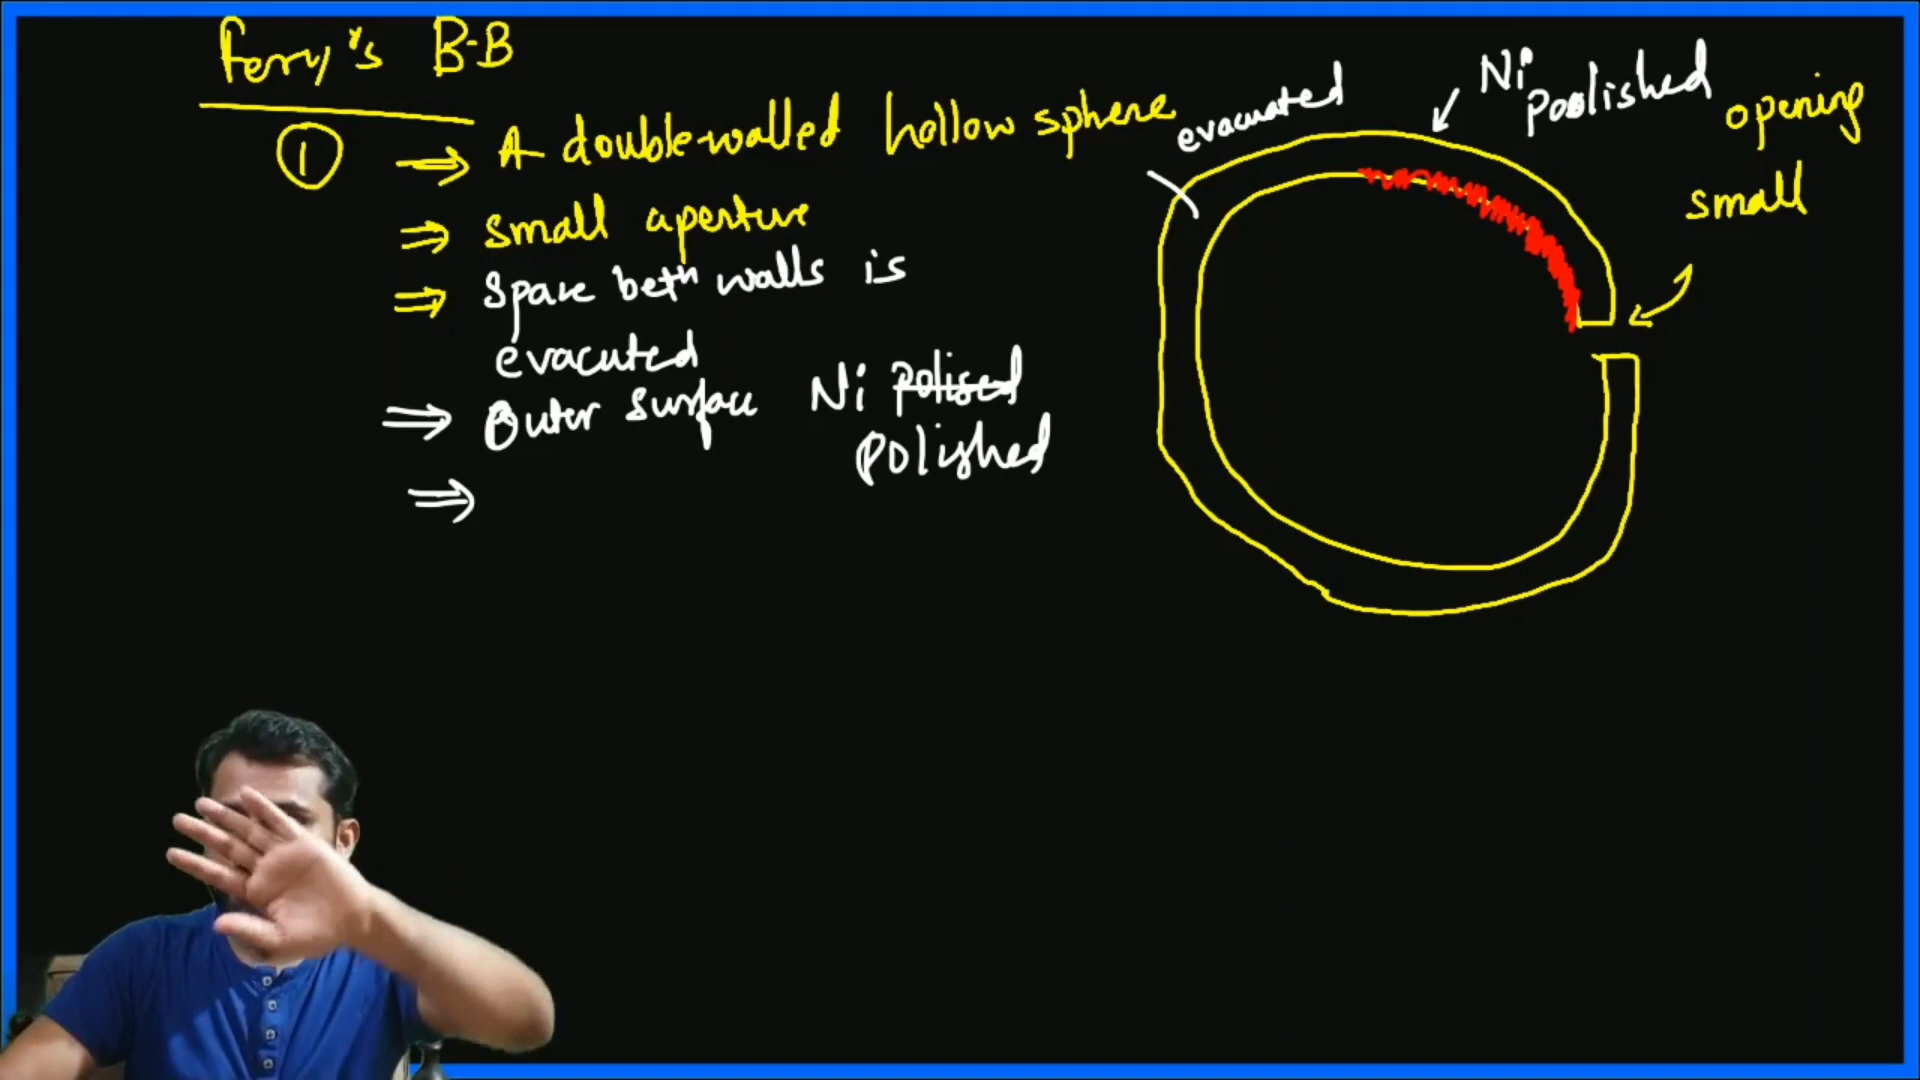 Ferry's B-B
① ⇒ A double-walled hollow sphere
⇒ small aperture
⇒ Space betⁿ walls is
evacuted
⇒ Outer surface Ni polised
polished
⇒
evacuated
Ni
poolished
opening
small